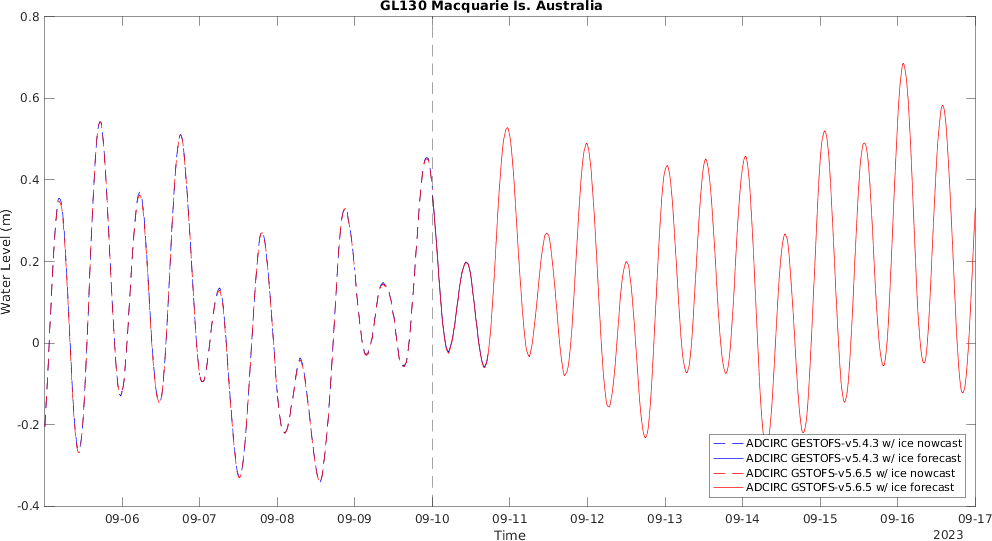 GL130 Macquarie Is. Australia
0.8
0.6
0.4
0.2
0
-0.2
-0.4
Water Level (m)
ADCIRC GESTOFS-v5.4.3 w/ ice nowcast
ADCIRC GESTOFS-v5.4.3 w/ ice forecast
ADCIRC GSTOFS-v5.6.5 w/ ice nowcast
ADCIRC GSTOFS-v5.6.5 w/ ice forecast
09-06 09-07 09-08 09-09 09-10 09-11 09-12 09-13 09-14 09-15 09-16 09-17
Time
2023